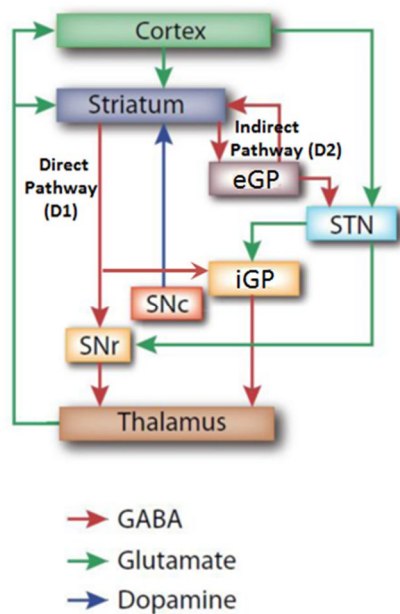 Cortex
Striatum
Direct
Pathway
(D1)
Indirect
Pathway (D2)
eGP
STN
iGP
SNc
SNr
Thalamus
GABA
Glutamate
Dopamine